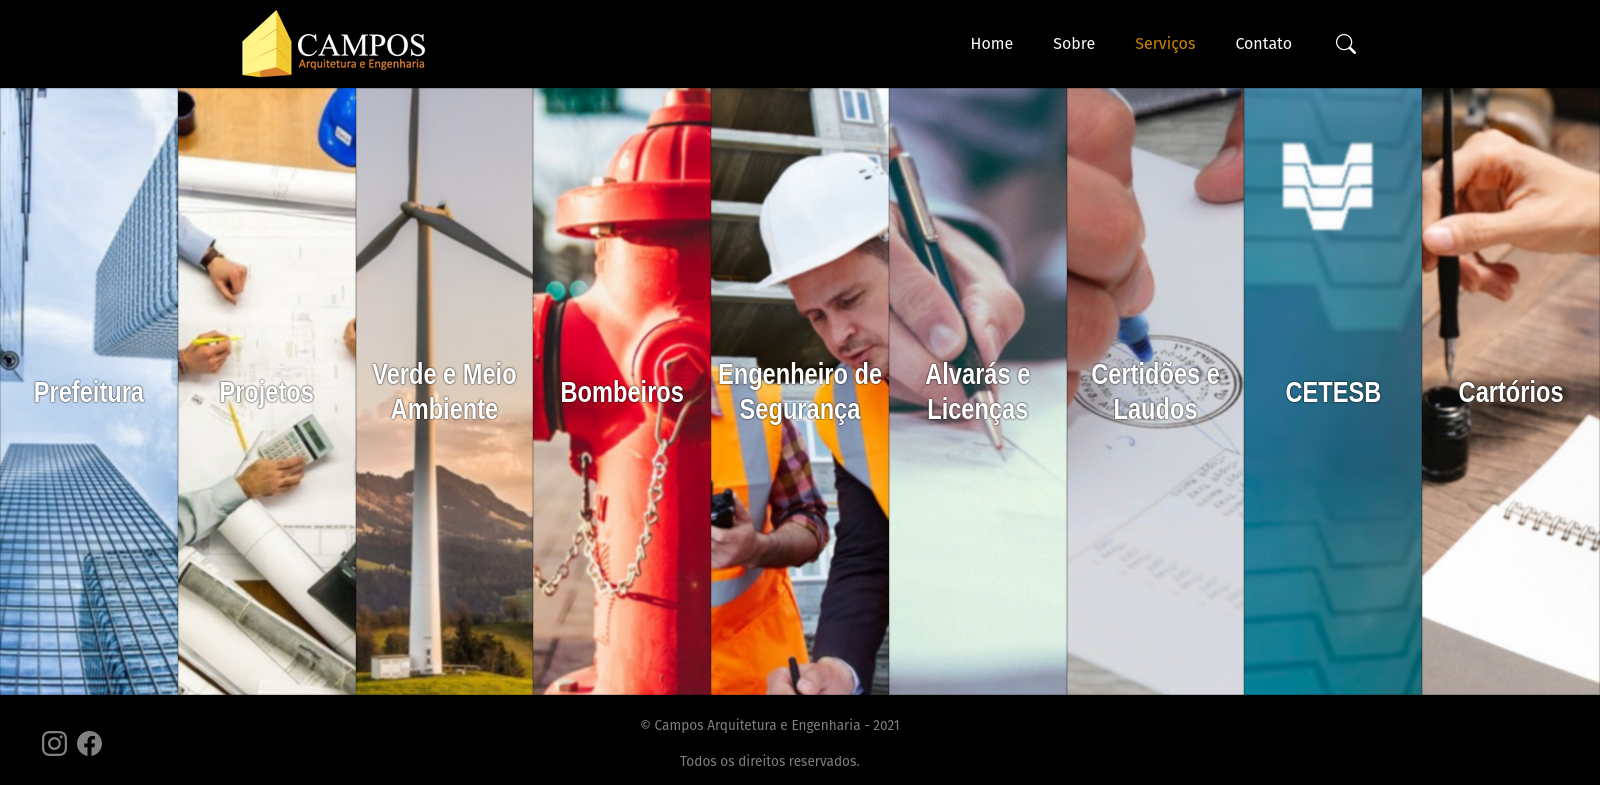 CAMPOS
Arquitetura e Engenharia
Home
Sobre
Serviços
Contato
Prefeitura
Projetos
Verde e Meio
Ambiente
Bombeiros
Engenheiro de
Segurança
Alvarás e
Licenças
Certidões e
Laudos
CETESB
Cartórios
© Campos Arquitetura e Engenharia - 2021
Todos os direitos reservados.